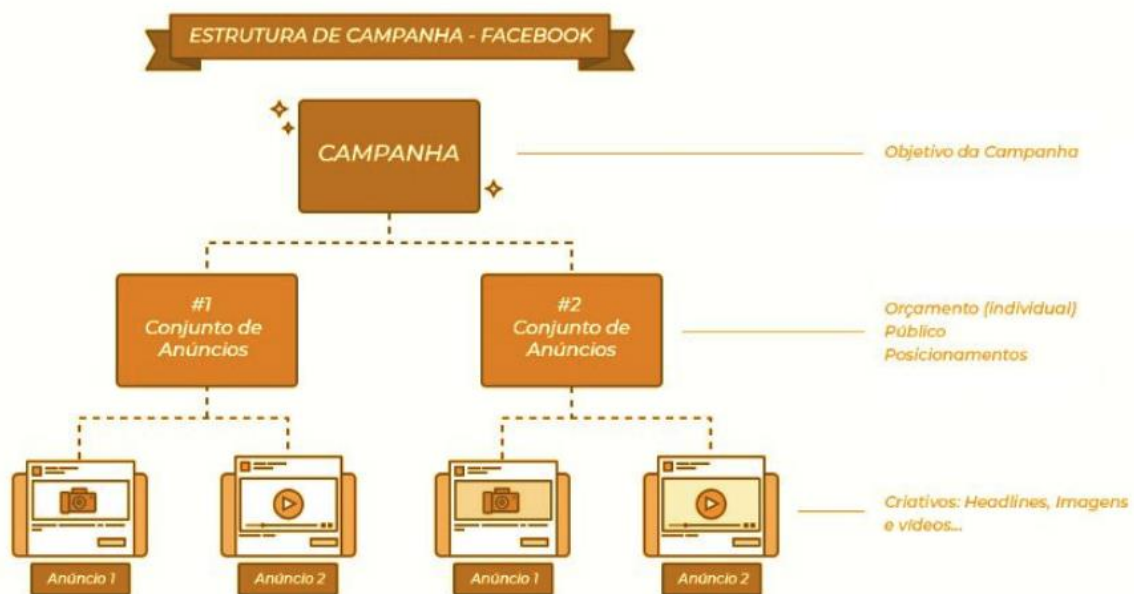 ESTRUTURA DE CAMPANHA - FACEBOOK
CAMPANHA
Objetivo da Campanha
#1
Conjunto de
Anúncios
#2
Conjunto de
Anúncios
Orçamento (individual)
Público
Posicionamentos
Criativos: Headlines, Imagens
e vídeos...
Anúncio 1
Anúncio 2
Anúncio 1
Anúncio 2